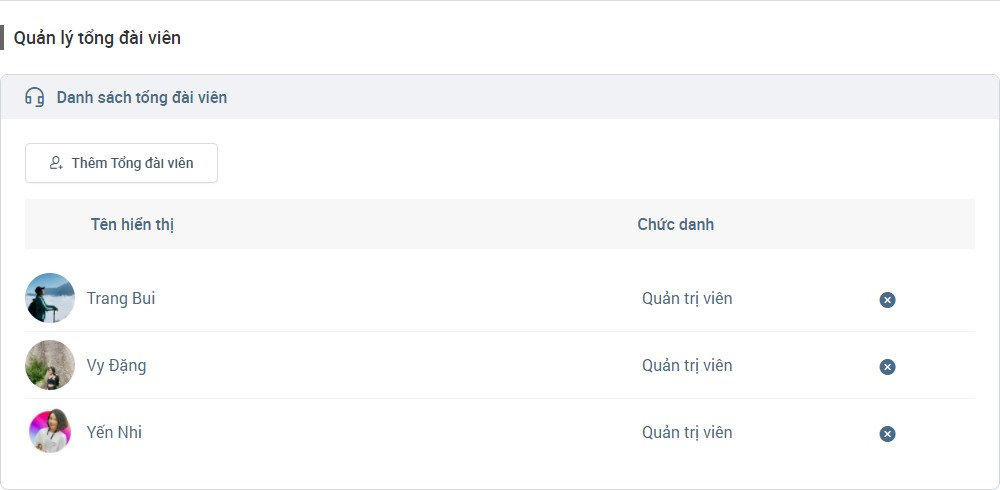 Quản lý tổng đài viên
Danh sách tổng đài viên
Thêm Tổng đài viên
Tên hiển thị Chức danh
Trang Bui Quản trị viên
Vy Đặng Quản trị viên
Yến Nhi Quản trị viên